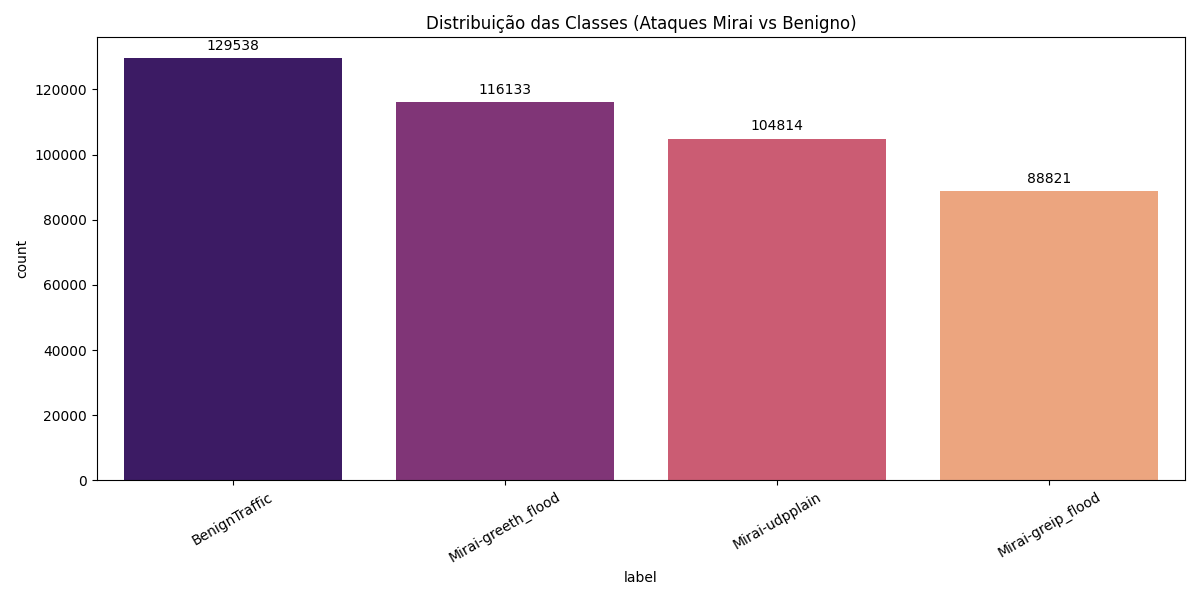 Distribuição das Classes (Ataques Mirai vs Benigno)
129538
116133
104814
88821
120000
100000
80000
60000
40000
20000
0
count
BenignTraffic
Mirai-greeth_flood
Mirai-udpplain
Mirai-greip_flood
label